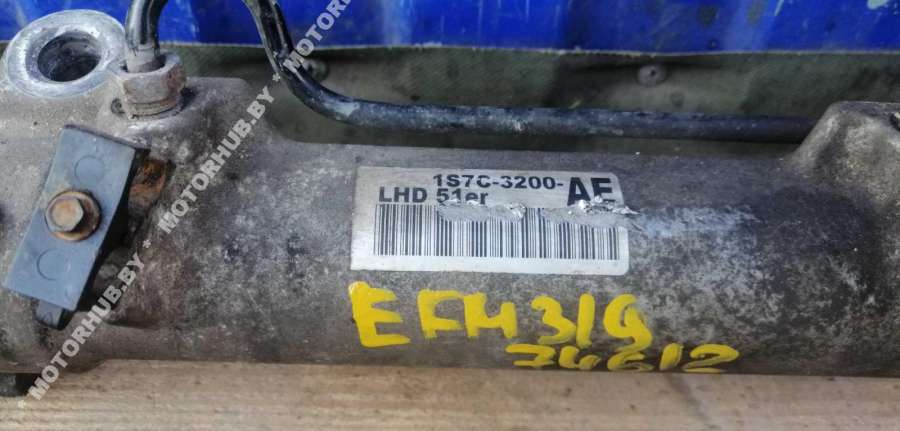 1S7C-3200-AE
LHD 51er
EFM319
74612
* MOTORHUB.BY * MOTORHUB.BY * MOTORHUB.BY *